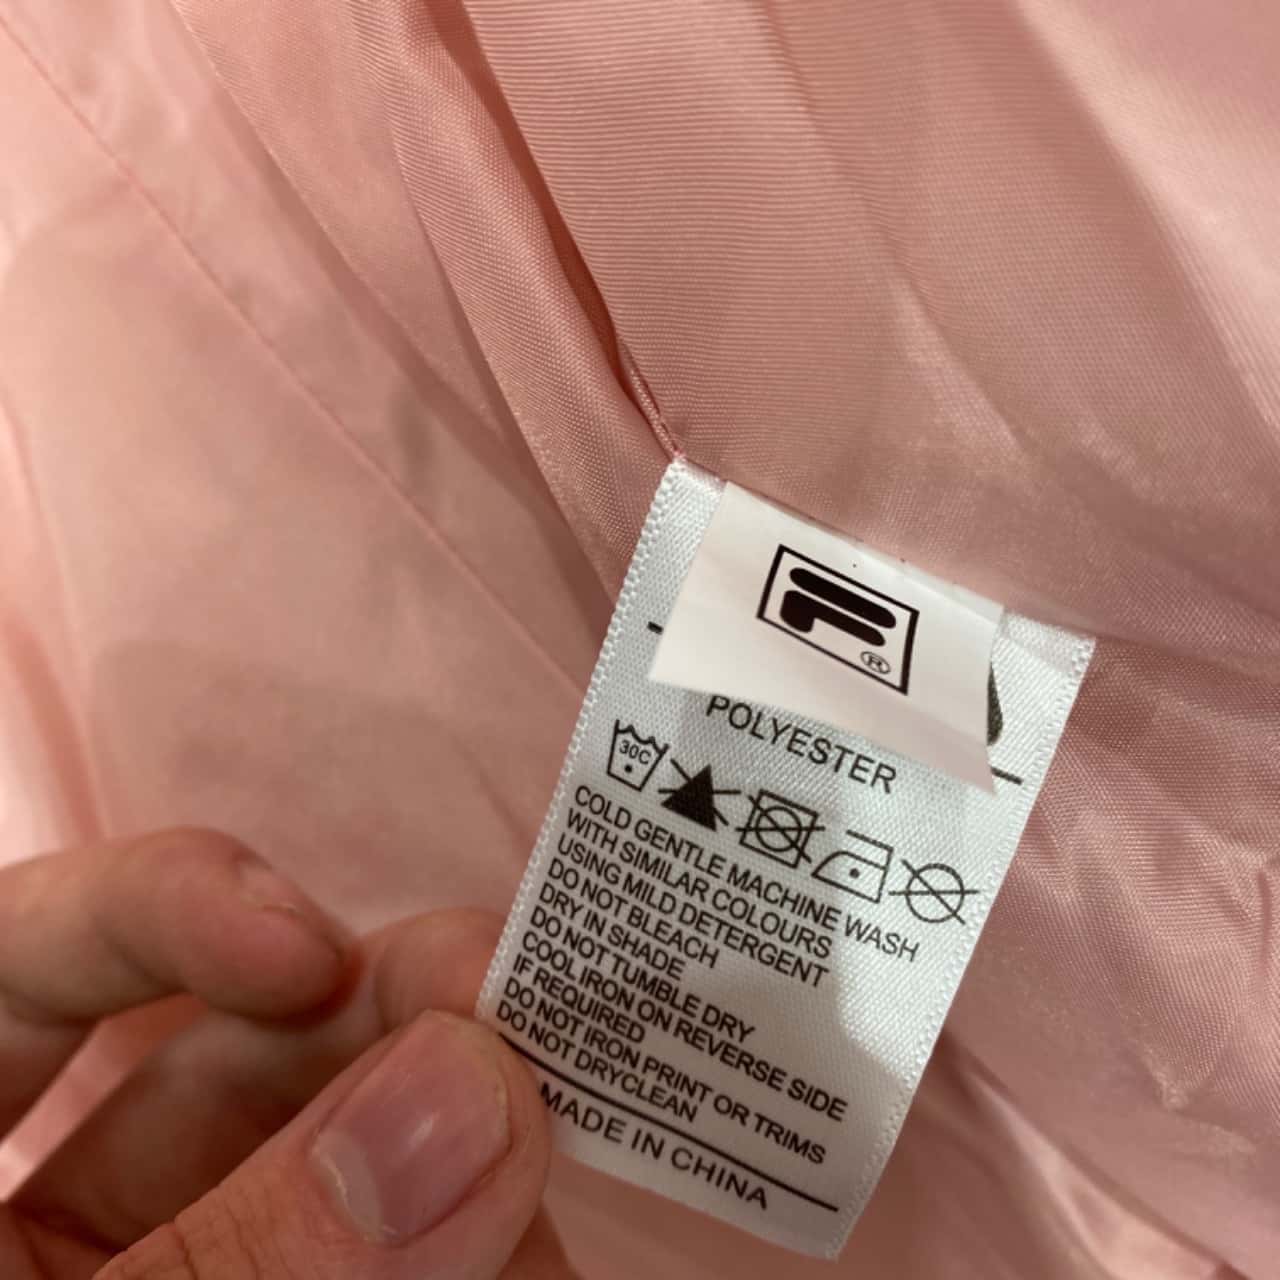 F
®
POLYESTER
30C
COLD GENTLE MACHINE WASH
WITH SIMILAR COLOURS
USING MILD DETERGENT
DO NOT BLEACH
DRY IN SHADE
DO NOT TUMBLE DRY
COOL IRON ON REVERSE SIDE
IF REQUIRED
DO NOT IRON PRINT OR TRIMS
DO NOT DRYCLEAN
MADE IN CHINA